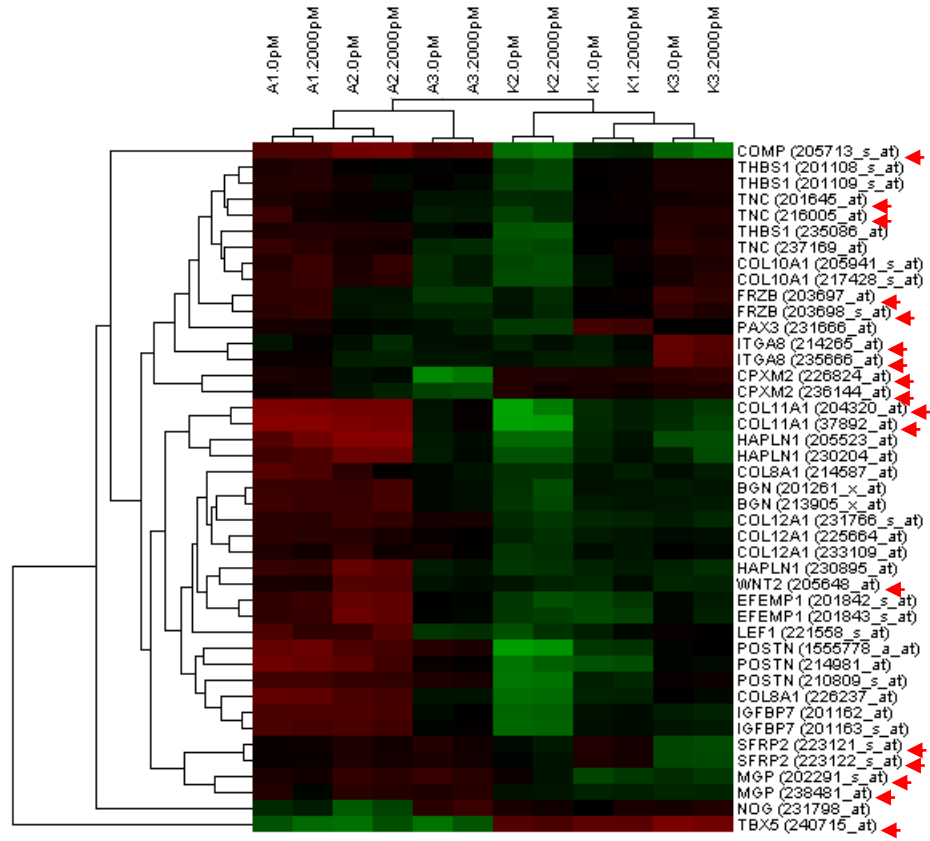 A1.0pM
A1.2000pM
A2.0pM
A2.2000pM
A3.0pM
A3.2000pM
K2.0pM
K2.2000pM
K1.0pM
K1.2000pM
K3.0pM
K3.2000pM
COMP (205713_s_at)
THBS1 (201108_s_at)
THBS1 (201109_s_at)
TNC (201645_at)
TNC (216005_at)
THBS1 (235086_at)
TNC (237169_at)
COL10A1 (205941_s_at)
COL10A1 (217428_s_at)
FRZB (203697_at)
FRZB (203698_s_at)
PAX3 (231666_at)
ITGA8 (214265_at)
ITGA8 (235666_at)
CPXM2 (226824_at)
CPXM2 (236144_at)
COL11A1 (204320_at)
COL11A1 (37892_at)
HAPLN1 (205523_at)
HAPLN1 (230204_at)
COL8A1 (214587_at)
BGN (201261_x_at)
BGN (213905_x_at)
COL12A1 (231766_s_at)
COL12A1 (225664_at)
COL12A1 (233109_at)
HAPLN1 (230895_at)
WNT2 (205648_at)
EFEMP1 (201842_s_at)
EFEMP1 (201843_s_at)
LEF1 (221558_s_at)
POSTN (1555778_a_at)
POSTN (214981_at)
POSTN (210809_s_at)
COL8A1 (226237_at)
IGFBP7 (201162_at)
IGFBP7 (201163_s_at)
SFRP2 (223121_s_at)
SFRP2 (223122_s_at)
MGP (202291_s_at)
MGP (238481_at)
NOG (231798_at)
TBX5 (240715_at)